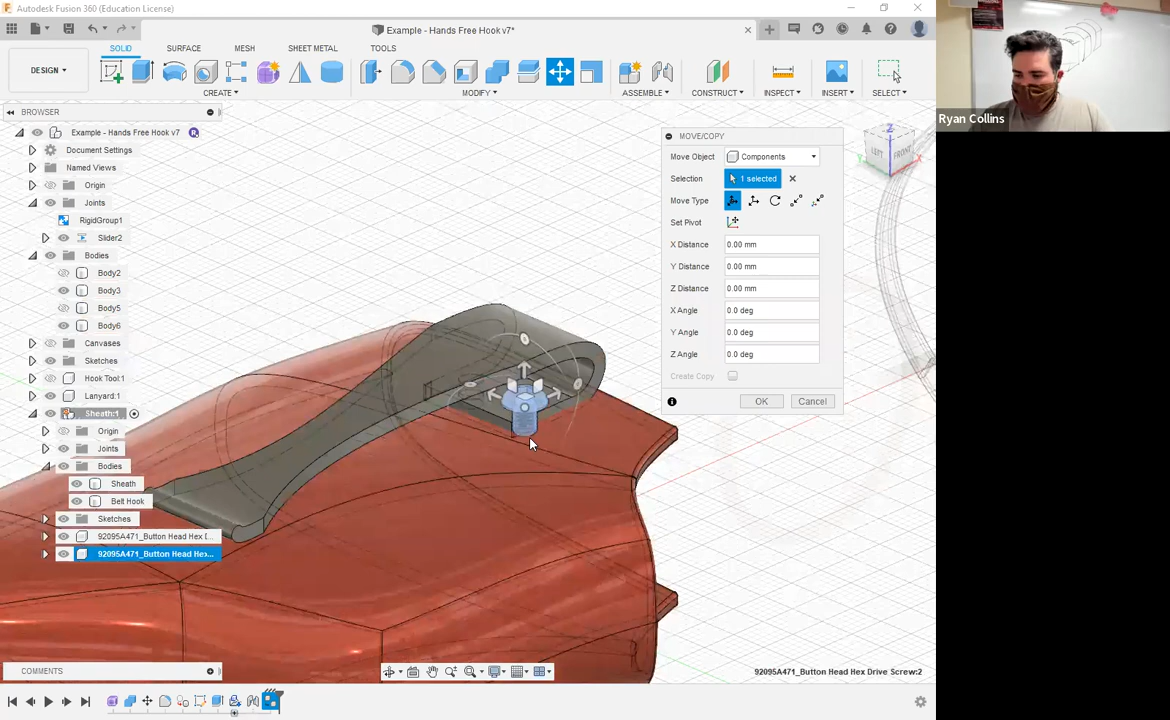 Autodesk Fusion 360 (Education License)
Example - Hands Free Hook v7*
SOLID SURFACE MESH SHEET METAL TOOLS
DESIGN ▾
CREATE ▾ MODIFY ▾ ASSEMBLE ▾ CONSTRUCT ▾ INSPECT ▾ INSERT ▾ SELECT ▾
Ryan Collins
BROWSER
Example - Hands Free Hook v7
Document Settings
Named Views
Origin
Joints
RigidGroup1
Slider2
Bodies
Body2
Body3
Body5
Body6
Canvases
Sketches
Hook Tool:1
Lanyard:1
Sheath:1
Origin
Joints
Bodies
Sheath
Belt Hook
Sketches
92095A471_Button Head Hex D...
92095A471_Button Head Hex...
MOVE/COPY
Move Object Components
Selection 1 selected
Move Type
Set Pivot
X Distance 0.00 mm
Y Distance 0.00 mm
Z Distance 0.00 mm
X Angle 0.0 deg
Y Angle 0.0 deg
Z Angle 0.0 deg
Create Copy
OK Cancel
Z
LEFT FRONT
Y X
COMMENTS
92095A471_Button Head Hex Drive Screw:2